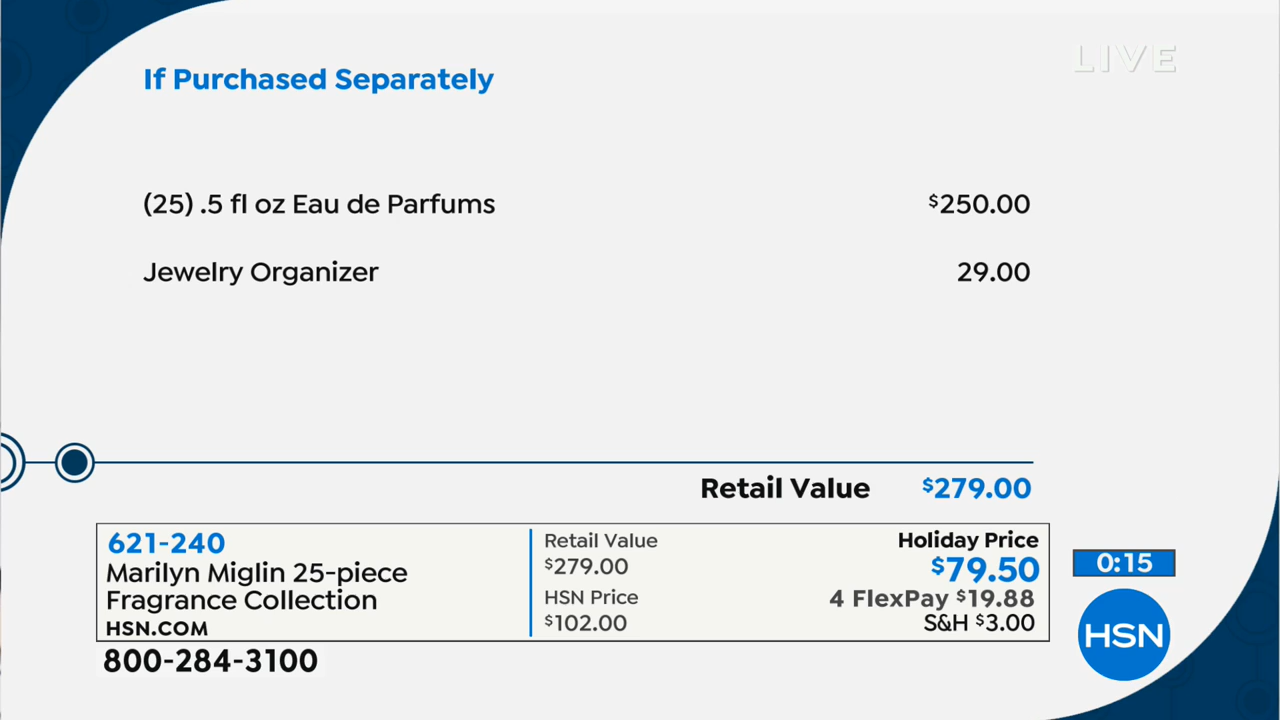 LIVE
If Purchased Separately
(25) .5 fl oz Eau de Parfums $250.00
Jewelry Organizer 29.00
Retail Value $279.00
621-240
Marilyn Miglin 25-piece
Fragrance Collection
HSN.COM
Retail Value
$279.00
HSN Price
$102.00
Holiday Price
$79.50
4 FlexPay $19.88
S&H $3.00
0:15
HSN
800-284-3100